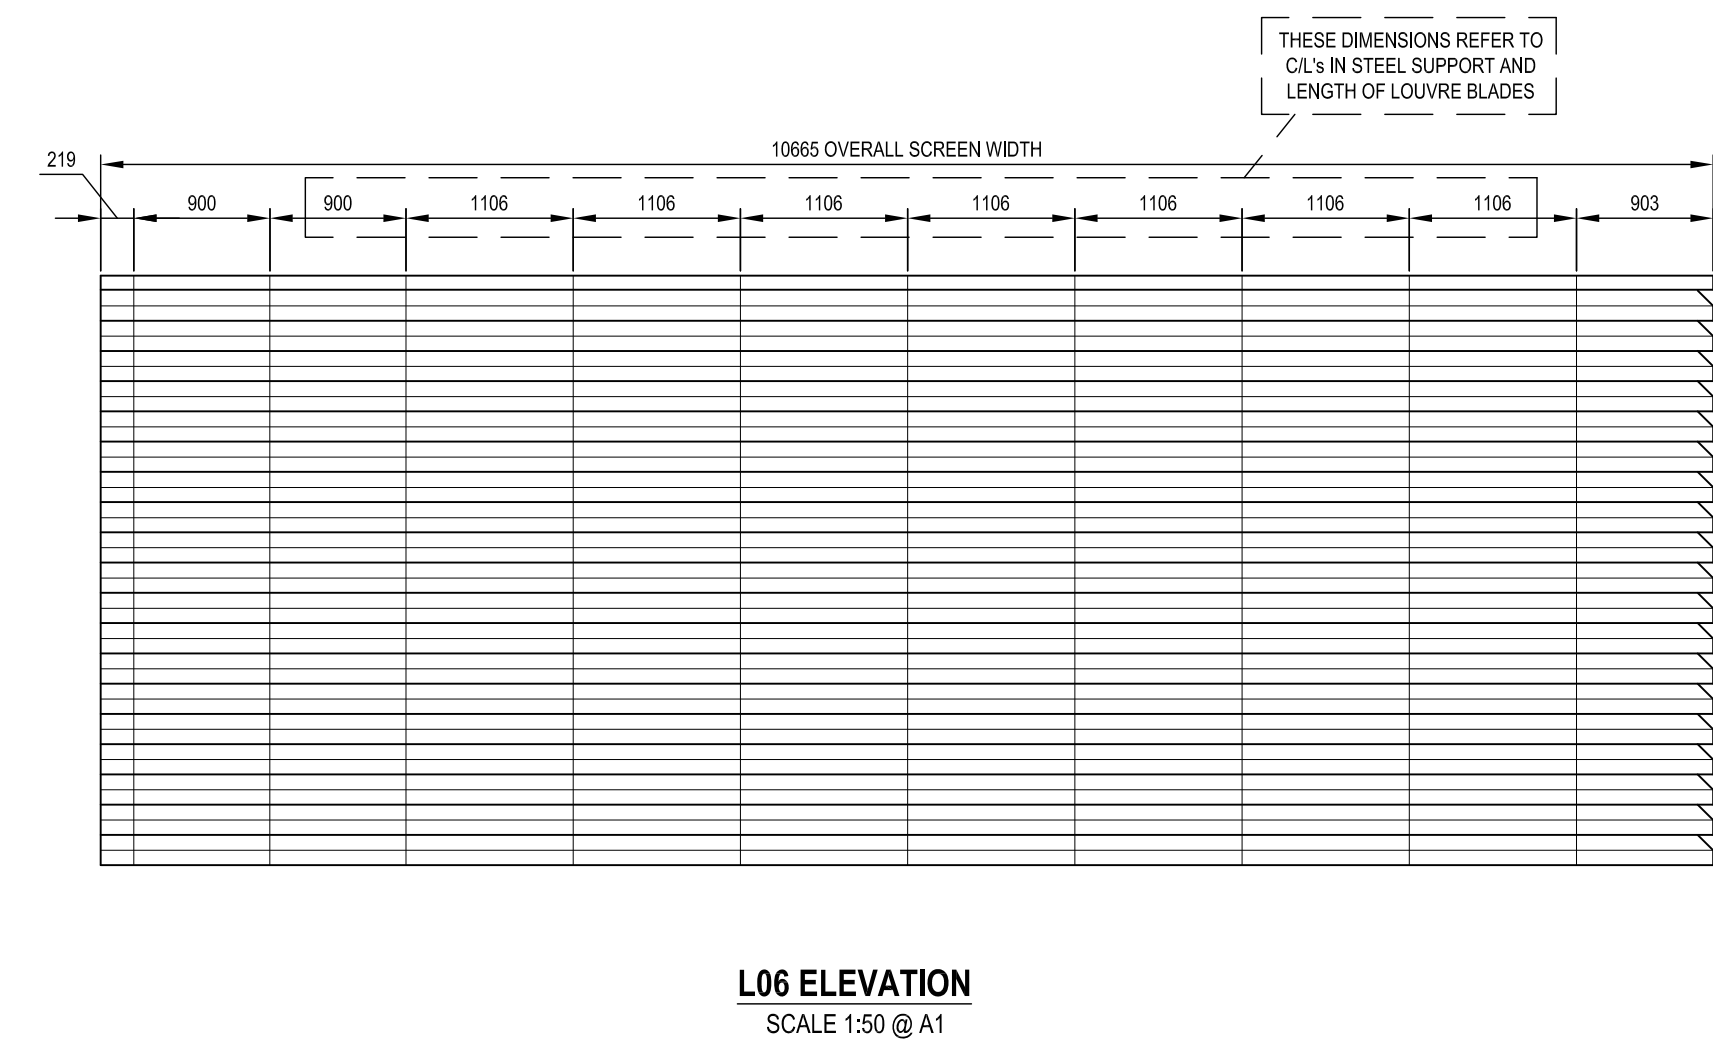 THESE DIMENSIONS REFER TO
C/L's IN STEEL SUPPORT AND
LENGTH OF LOUVRE BLADES
10665 OVERALL SCREEN WIDTH
219
900
900
1106
1106
1106
1106
1106
1106
1106
903
L06 ELEVATION
SCALE 1:50 @ A1